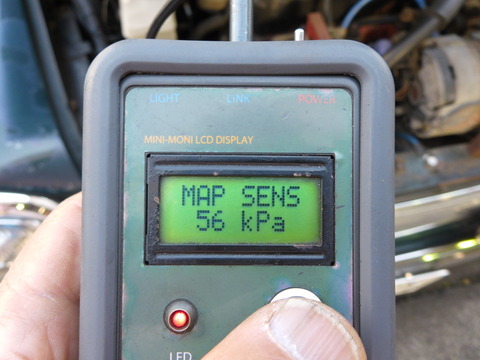 LIGHT LiNK POWER
MINI-MONI LCD DISPLAY
MAP SENS
56 kPa
LED